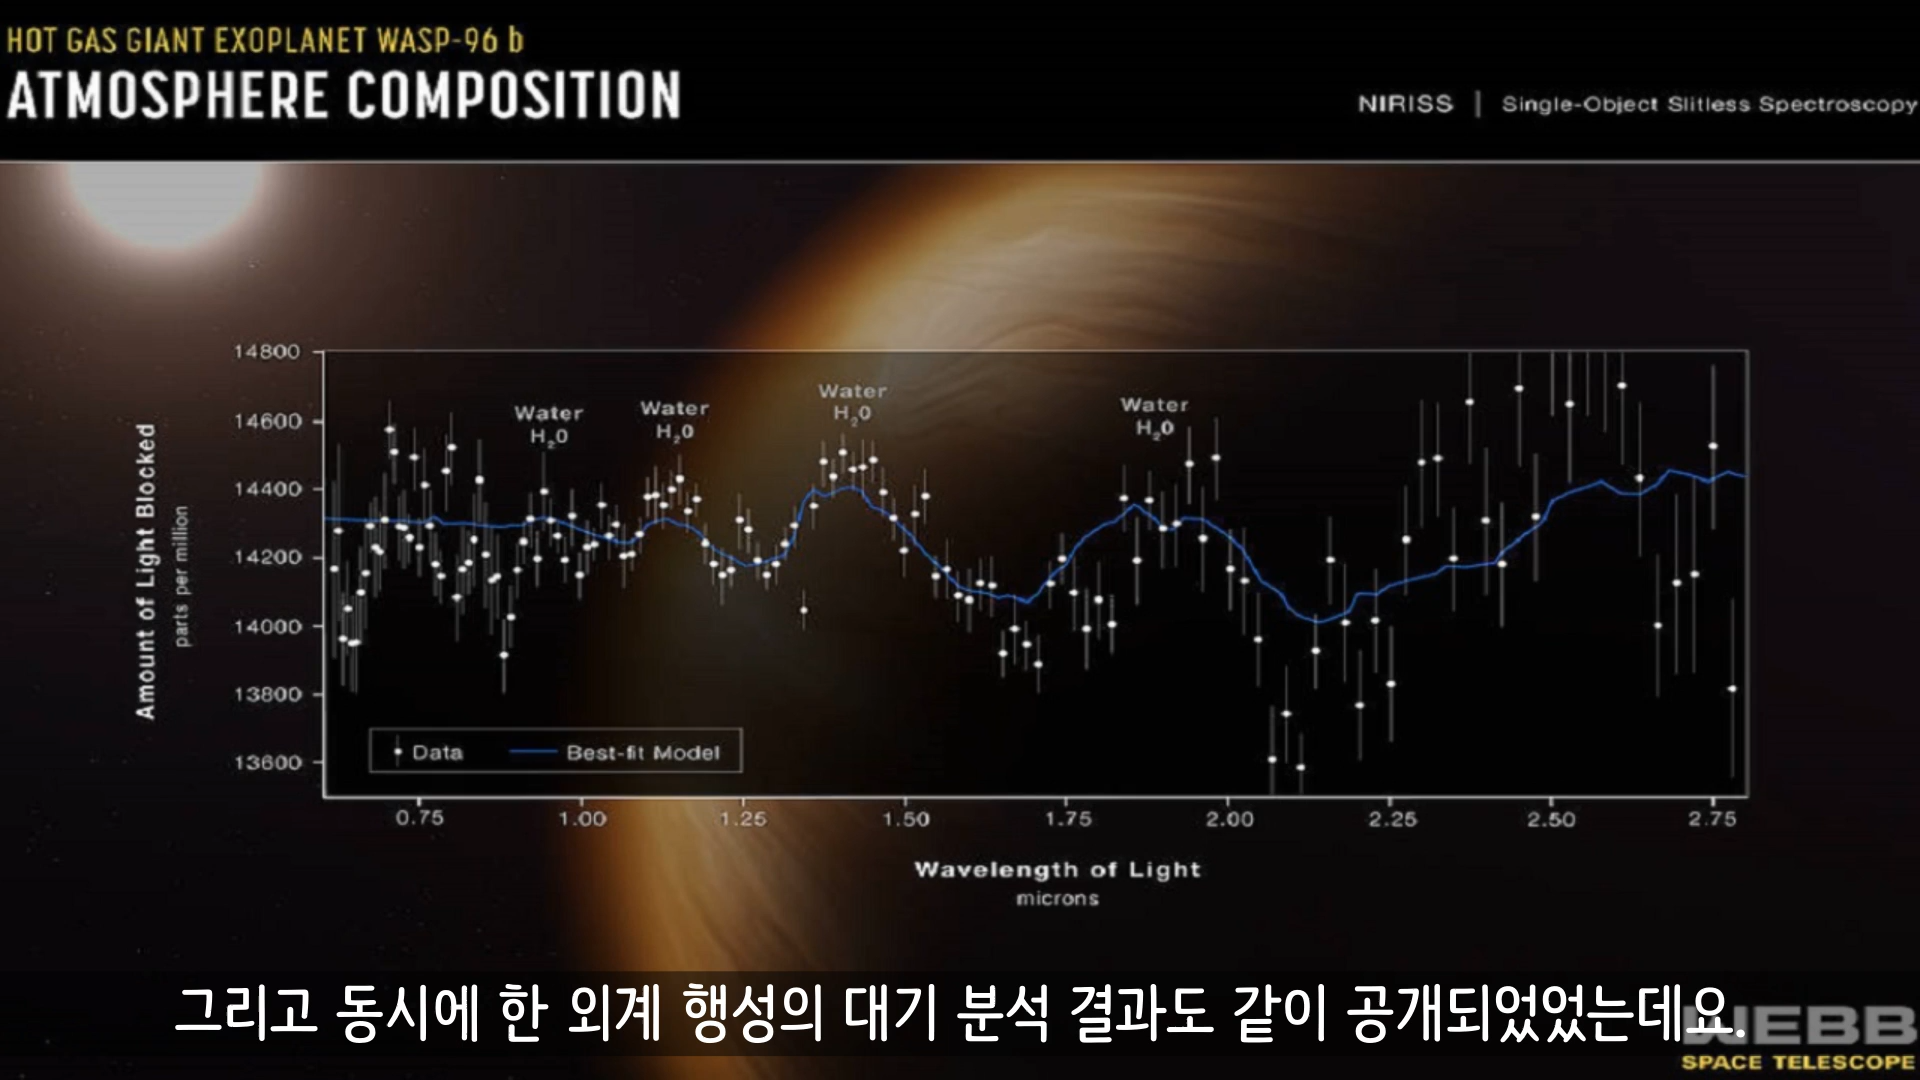 HOT GAS GIANT EXOPLANET WASP-96 b
ATMOSPHERE COMPOSITION
NIRISS | Single-Object Slitless Spectroscopy
14800
14600
14400
14200
14000
13800
13600
Amount of Light Blocked
parts per million
Water
H₂O
Water
H₂O
Water
H₂O
Water
H₂O
Data
Best-fit Model
0.75 1.00 1.25 1.50 1.75 2.00 2.25 2.50 2.75
Wavelength of Light
microns
그리고 동시에 한 외계 행성의 대기 분석 결과도 같이 공개되었었는데요.
WEBB
SPACE TELESCOPE